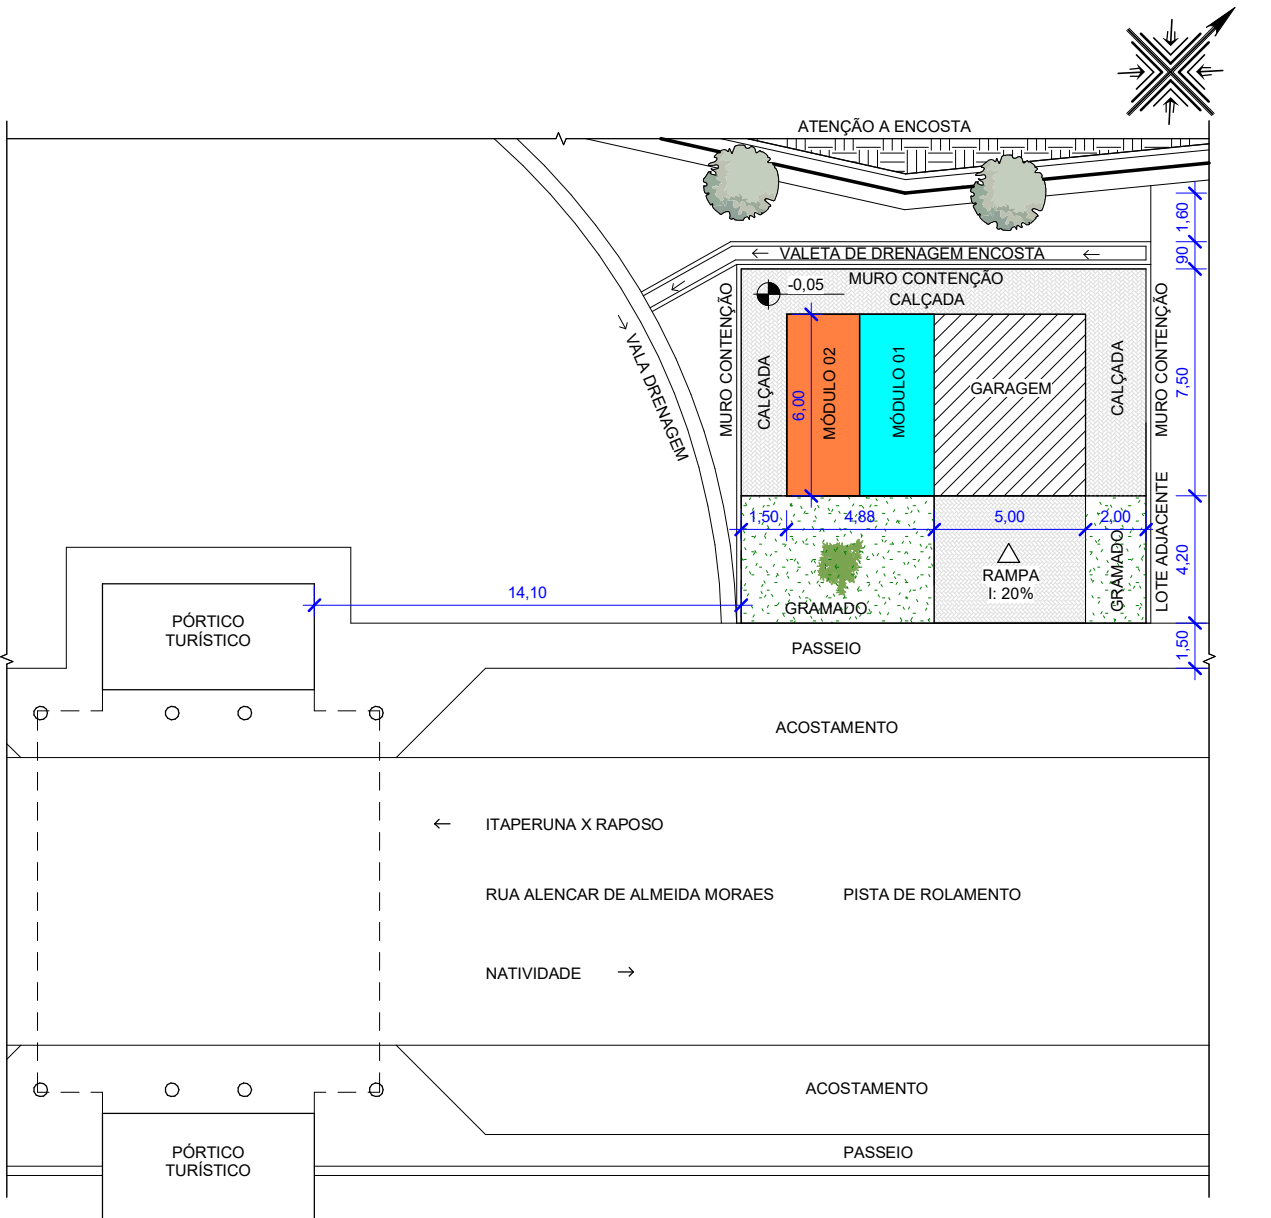 ATENÇÃO A ENCOSTA
1,60
VALETA DE DRENAGEM ENCOSTA
90
MURO CONTENÇÃO
-0,05
CALÇADA
MURO CONTENÇÃO
CALÇADA
6,00
MÓDULO 02
MÓDULO 01
GARAGEM
CALÇADA
MURO CONTENÇÃO
7,50
VALA DRENAGEM
1,50
4,88
5,00
2,00
LOTE ADJACENTE
4,20
RAMPA
I: 20%
GRAMADO
GRAMADO
14,10
PÓRTICO
TURÍSTICO
PASSEIO
1,50
ACOSTAMENTO
ITAPERUNA X RAPOSO
RUA ALENCAR DE ALMEIDA MORAES
PISTA DE ROLAMENTO
NATIVIDADE
ACOSTAMENTO
PÓRTICO
TURÍSTICO
PASSEIO